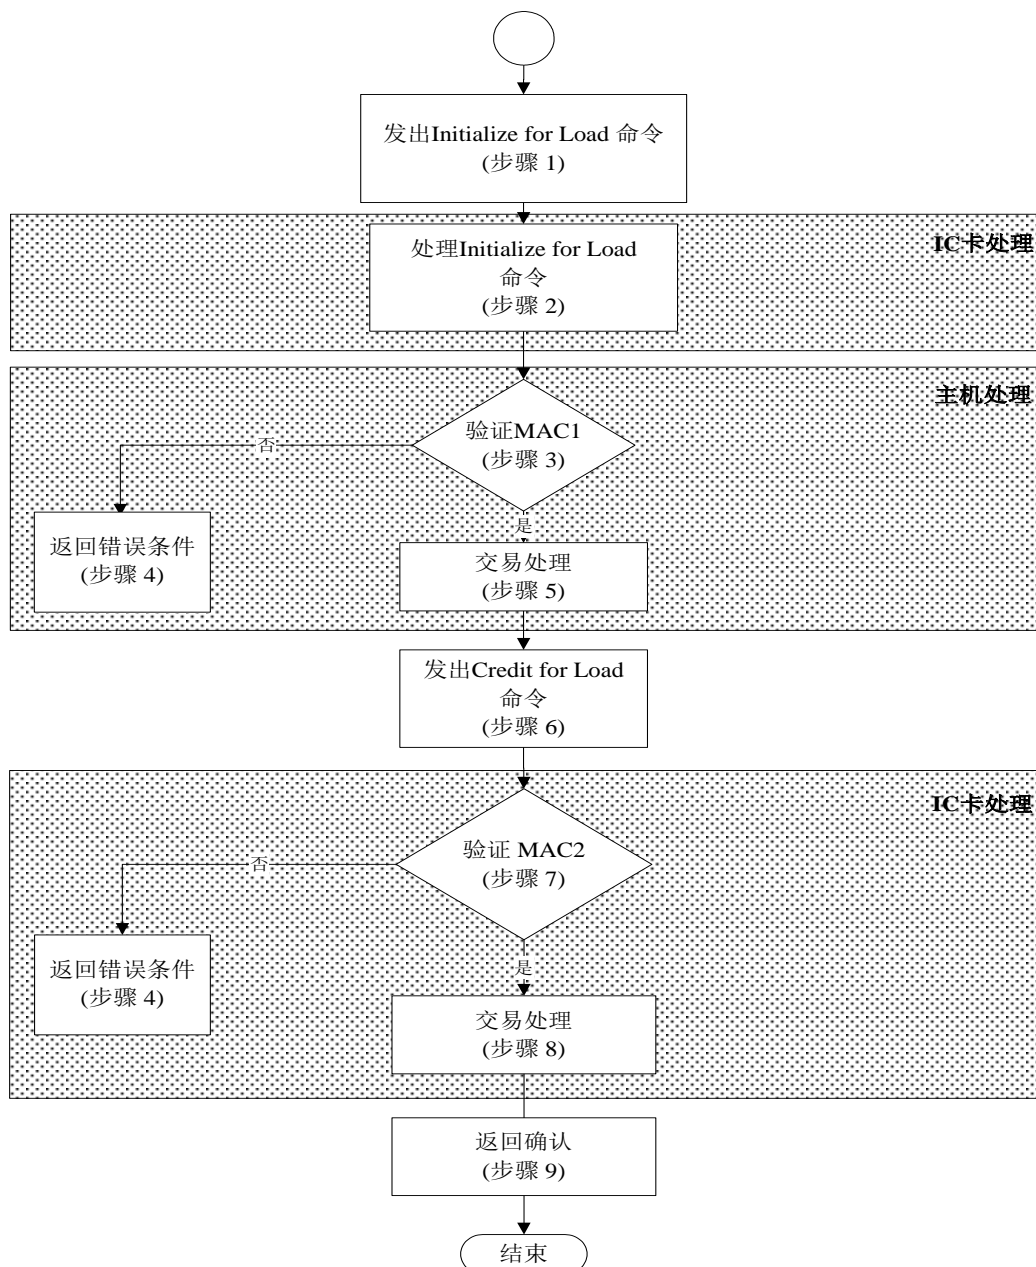 发出Initialize for Load 命令
(步骤 1)
IC卡处理
处理Initialize for Load
命令
(步骤 2)
主机处理
验证MAC1
(步骤 3)
否
是
返回错误条件
(步骤 4)
交易处理
(步骤 5)
发出Credit for Load
命令
(步骤 6)
IC卡处理
验证 MAC2
(步骤 7)
否
返回错误条件
(步骤 4)
是
交易处理
(步骤 8)
返回确认
(步骤 9)
结束